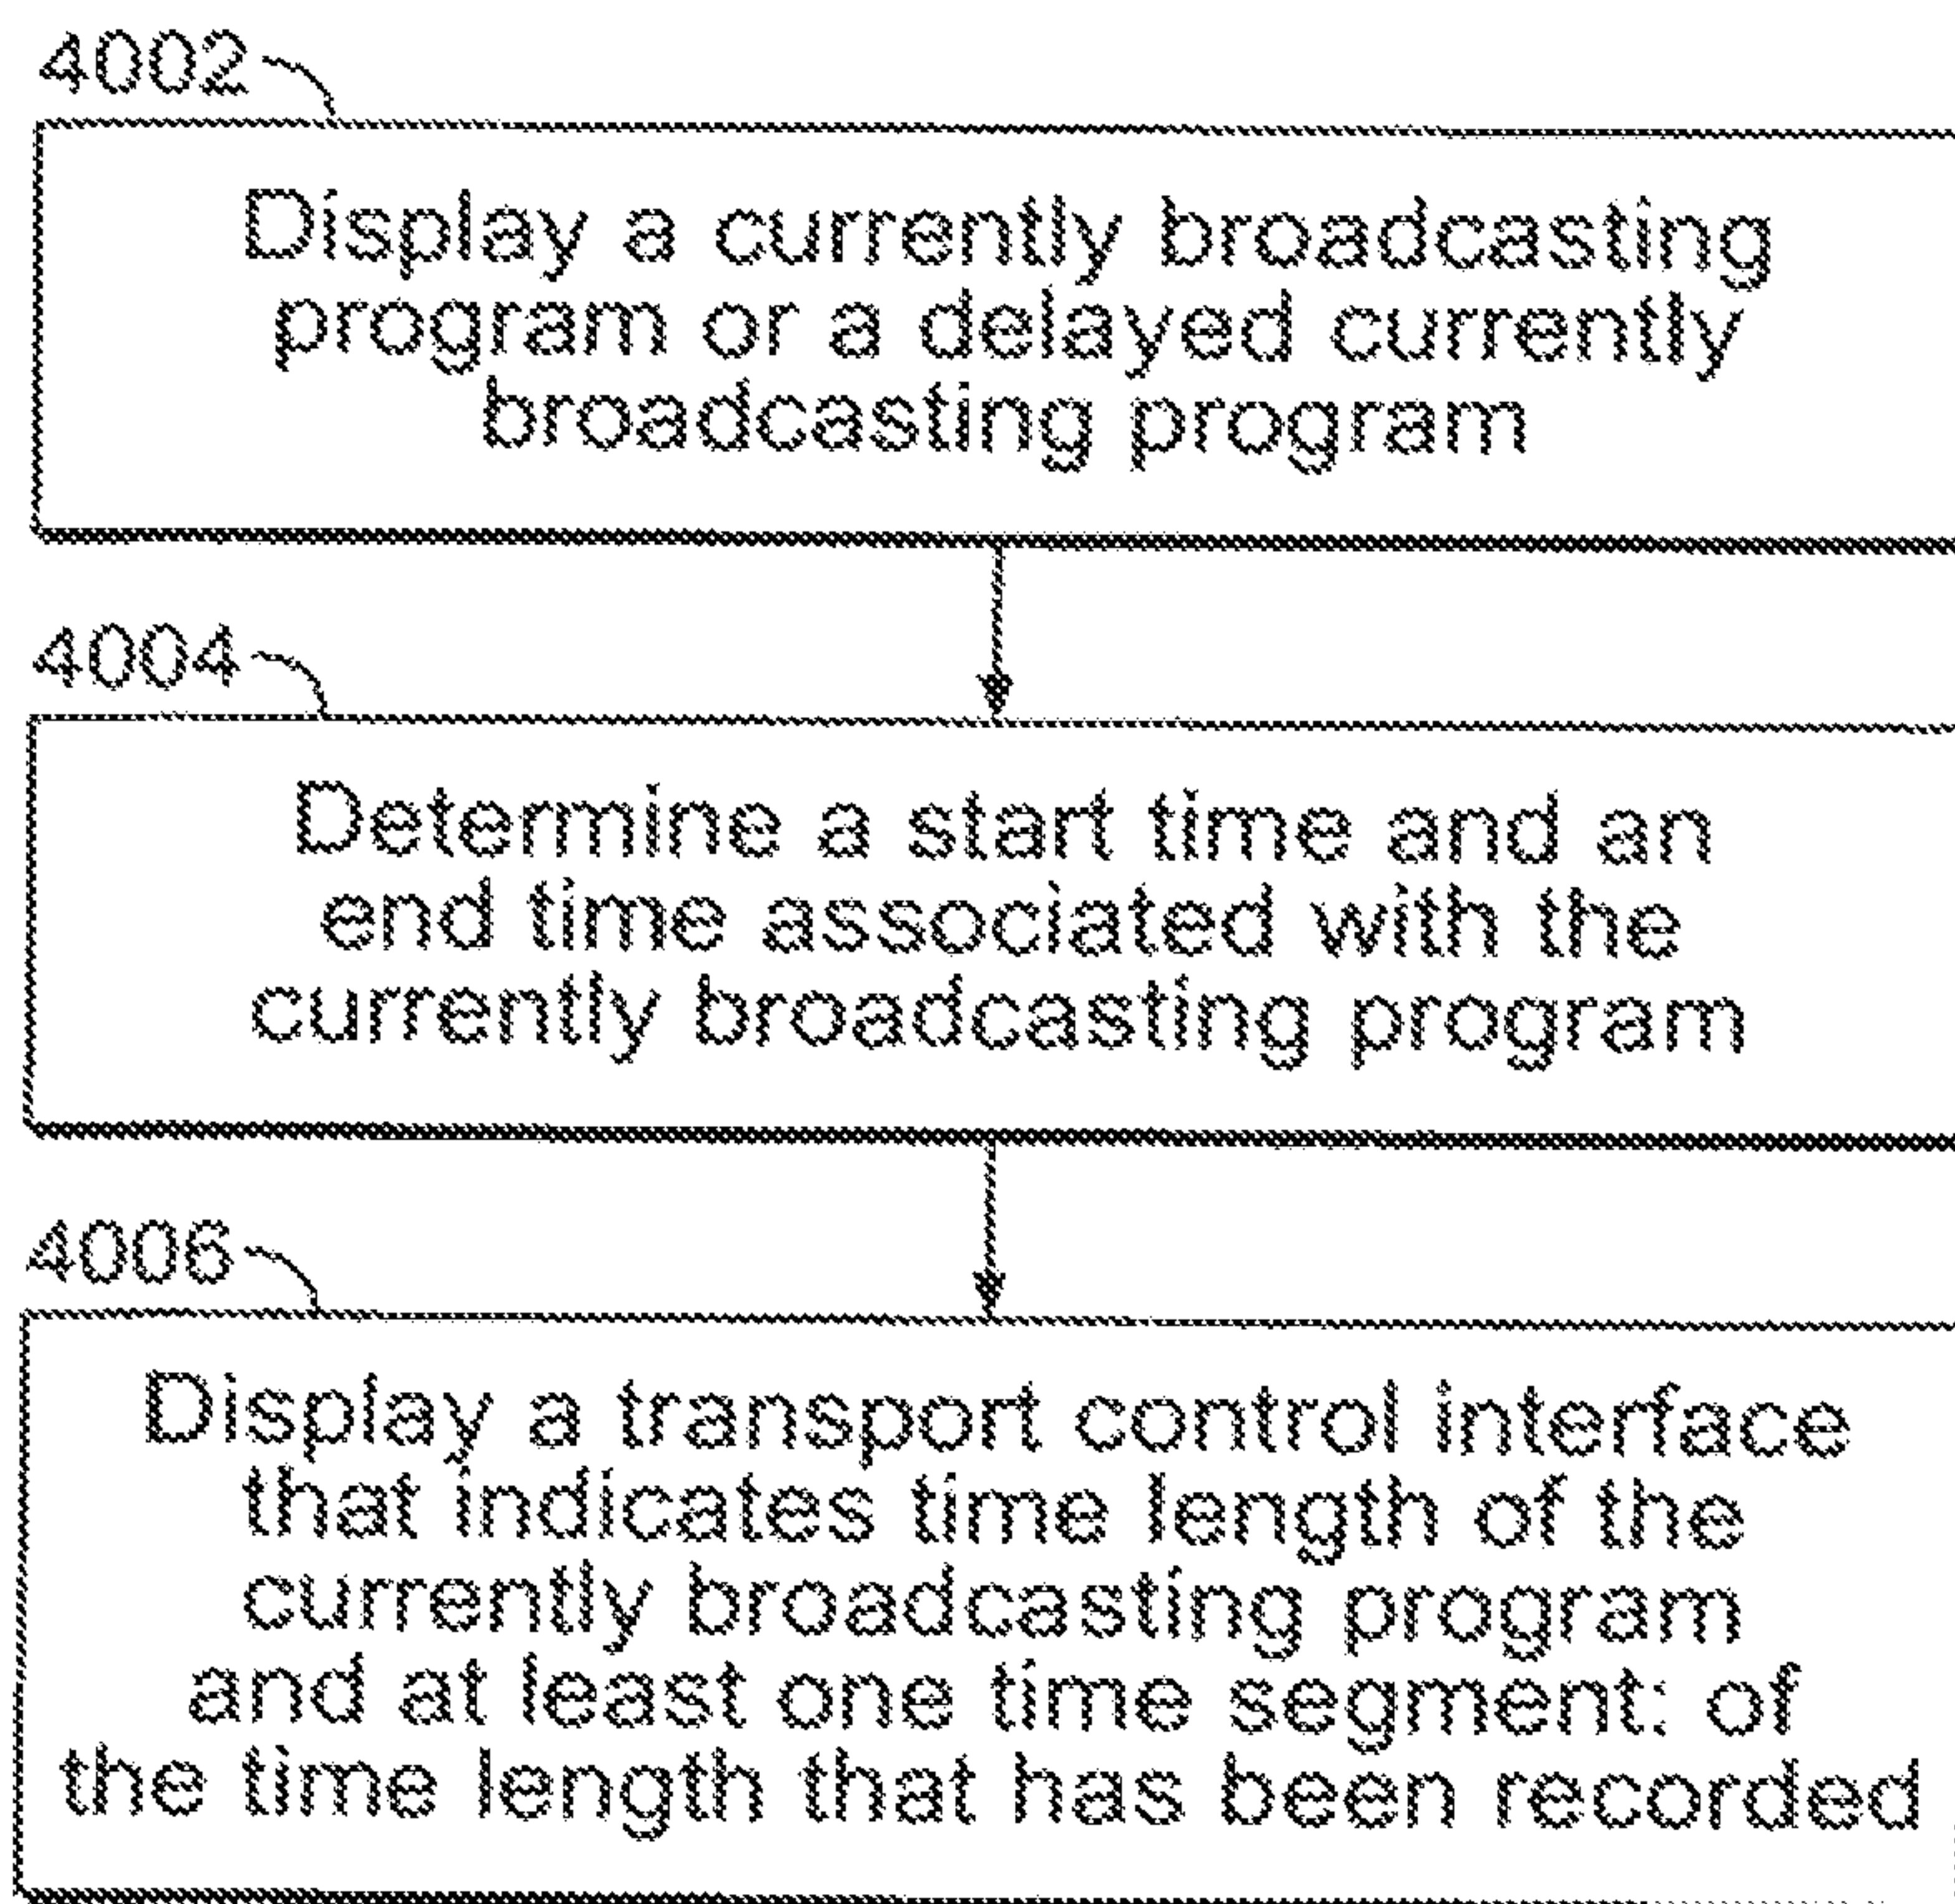 4002
Display a currently broadcasting
program or a delayed currently
broadcasting program
4004
Determine a start time and an
end time associated with the
currently broadcasting program
4006
Display a transport control interface
that indicates time length of the
currently broadcasting program
and at least one time segment: of
the time length that has been recorded